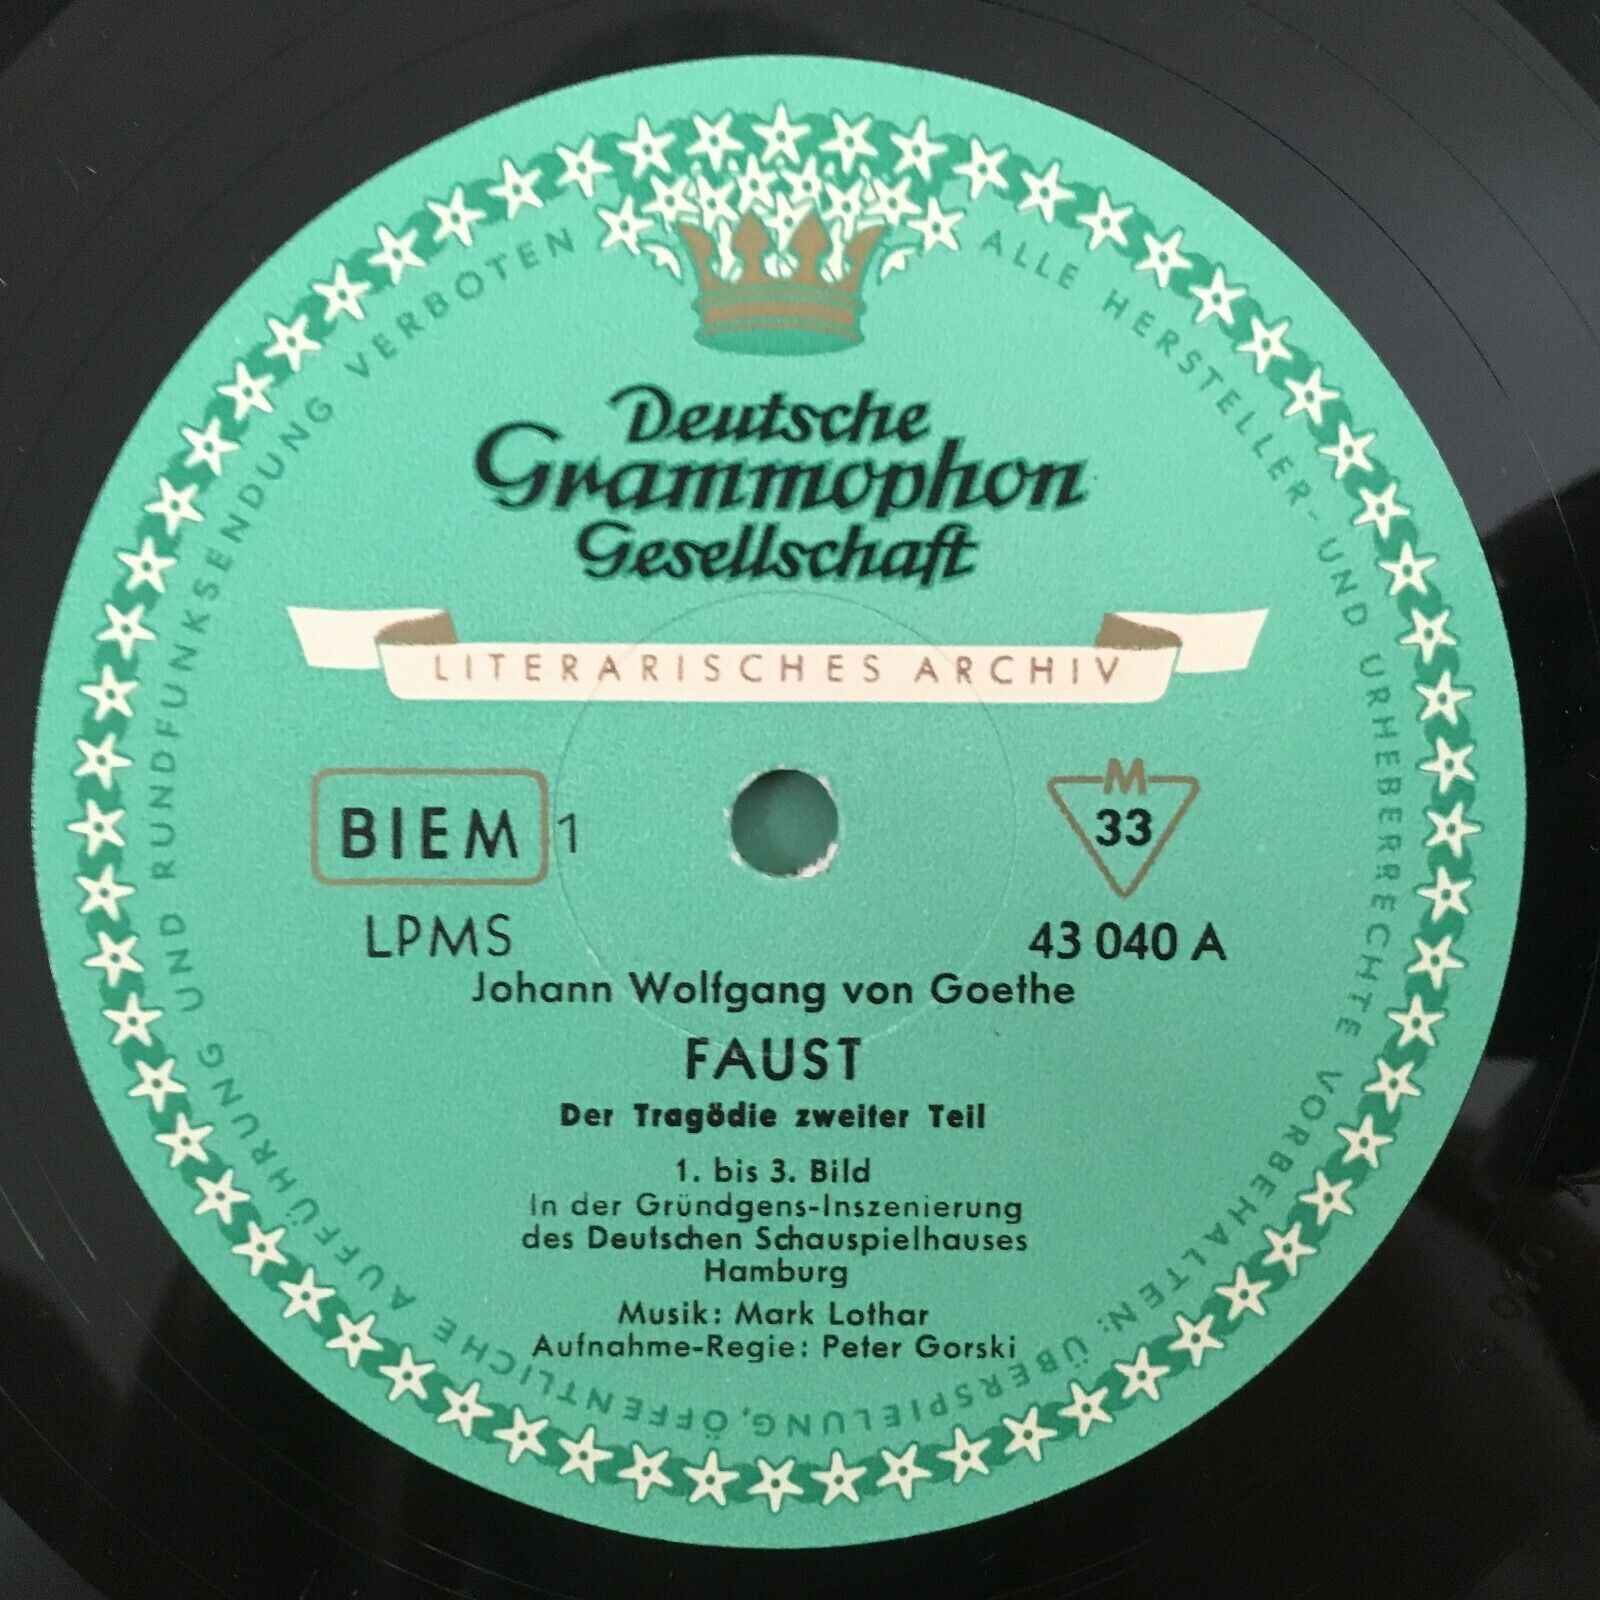 ALLE HERSTELLER- UND URHEBERRECHTE VORBEHALTEN: ÜBERSPIELUNG, ÖFFENTLICHE AUFFÜHRUNG UND RUNDFUNKSENDUNG VERBOTEN
Deutsche
Grammophon
Gesellschaft
LITERARISCHES ARCHIV
BIEM 1
M
33
LPMS
43 040 A
Johann Wolfgang von Goethe
FAUST
Der Tragödie zweiter Teil
1. bis 3. Bild
In der Gründgens-Inszenierung
des Deutschen Schauspielhauses
Hamburg
Musik: Mark Lothar
Aufnahme-Regie: Peter Gorski